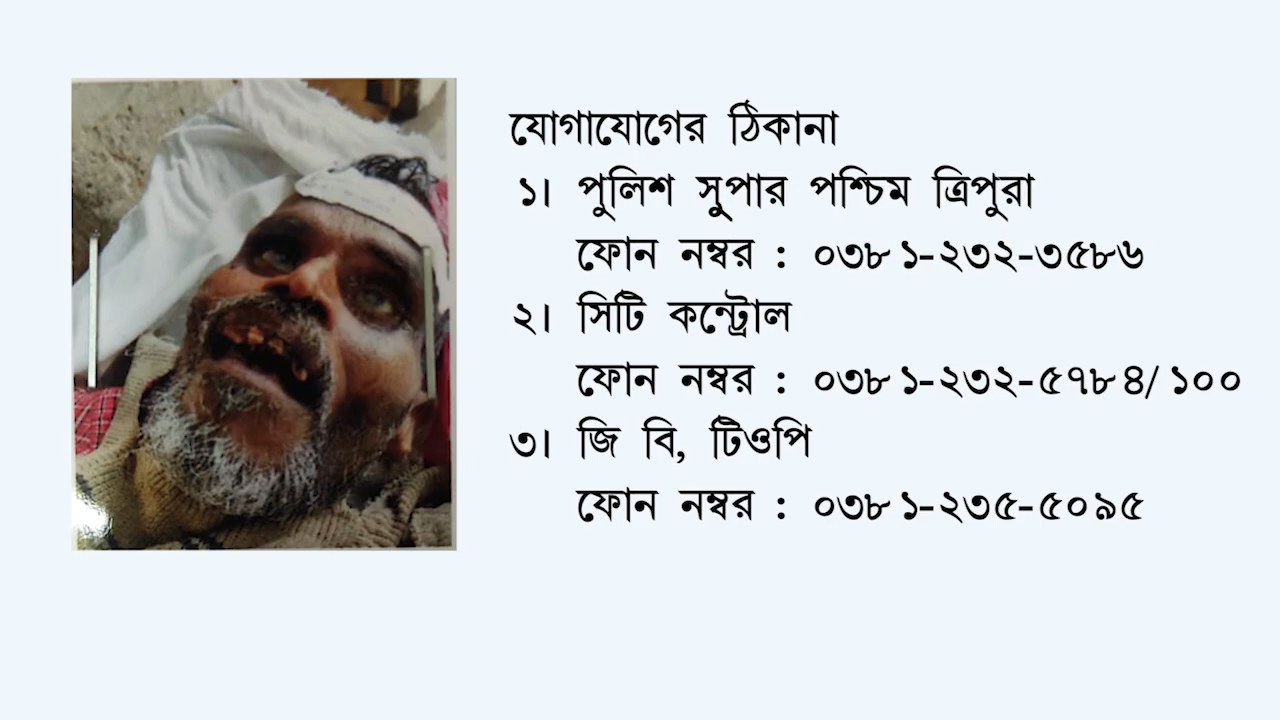 যোগাযোগের ঠিকানা
১। পুলিশ সুপার পশ্চিম ত্রিপুরা
ফোন নম্বর : ০৩৮১-২৩২-৩৫৮৬
২। সিটি কন্ট্রোল
ফোন নম্বর : ০৩৮১-২৩২-৫৭৮৪/১০০
৩। জি বি, টিওপি
ফোন নম্বর : ০৩৮১-২৩৫-৫০৯৫